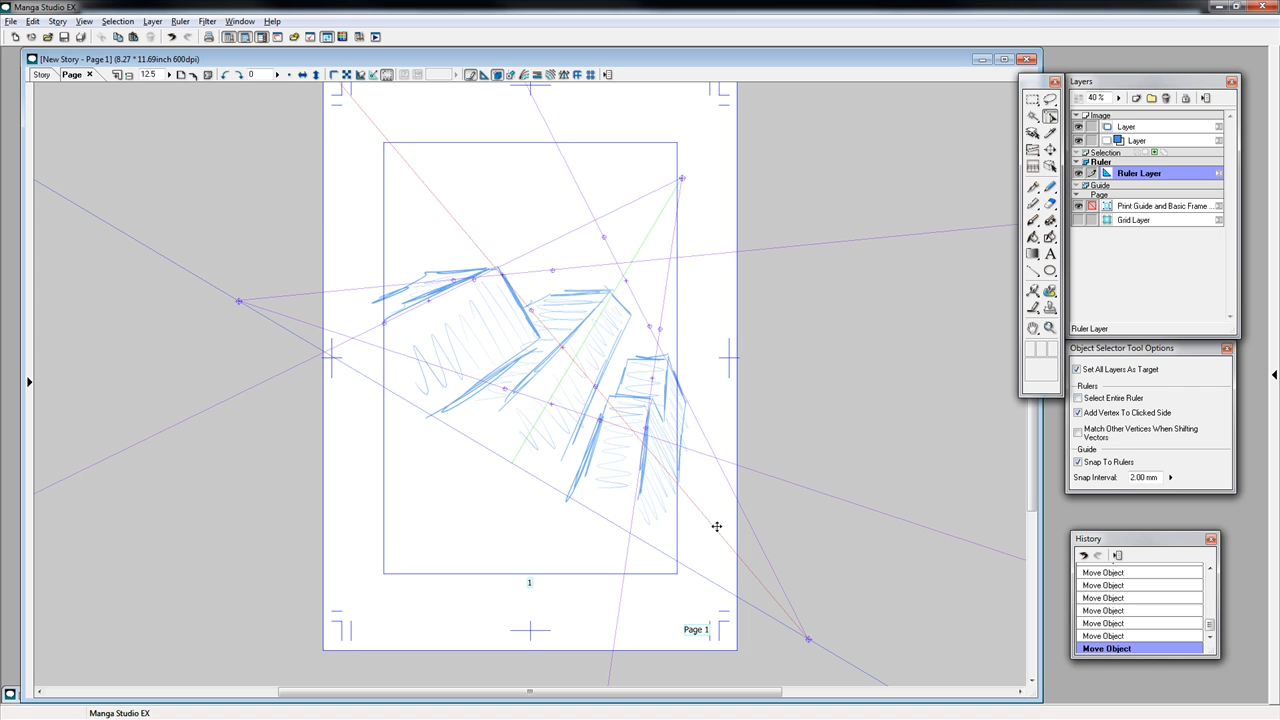 Manga Studio EX
File Edit Story View Selection Layer Ruler Filter Window Help
[New Story - Page 1] (8.27 * 11.69inch 600dpi)
Story Page 12.5 0
1
Page 1
Layers
40 %
Image
Layer
Layer
Selection
Ruler
Ruler Layer
Guide
Page
Print Guide and Basic Frame ...
Grid Layer
Ruler Layer
Object Selector Tool Options
Set All Layers As Target
Rulers
Select Entire Ruler
Add Vertex To Clicked Side
Match Other Vertices When Shifting
Vectors
Guide
Snap To Rulers
Snap Interval: 2.00 mm
History
Move Object
Move Object
Move Object
Move Object
Move Object
Move Object
Move Object
Manga Studio EX